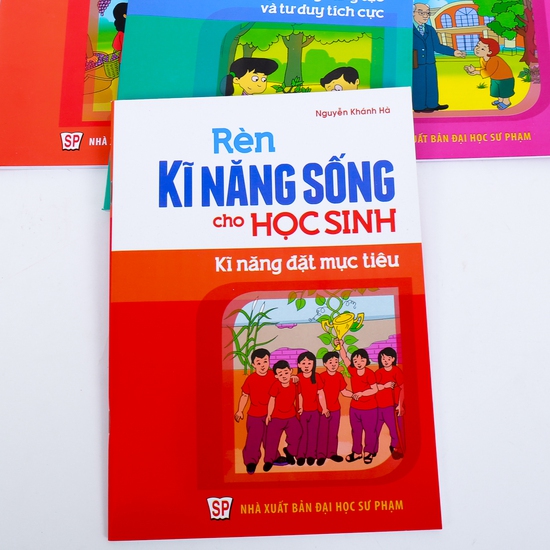 và tư duy tích cực
SP
NHÀ
XUẤT BẢN ĐẠI HỌC SƯ PHẠM
Nguyễn Khánh Hà
Rèn
KĨ NĂNG SỐNG
cho HỌC SINH
Kĩ năng đặt mục tiêu
SP
NHÀ XUẤT BẢN ĐẠI HỌC SƯ PHẠM